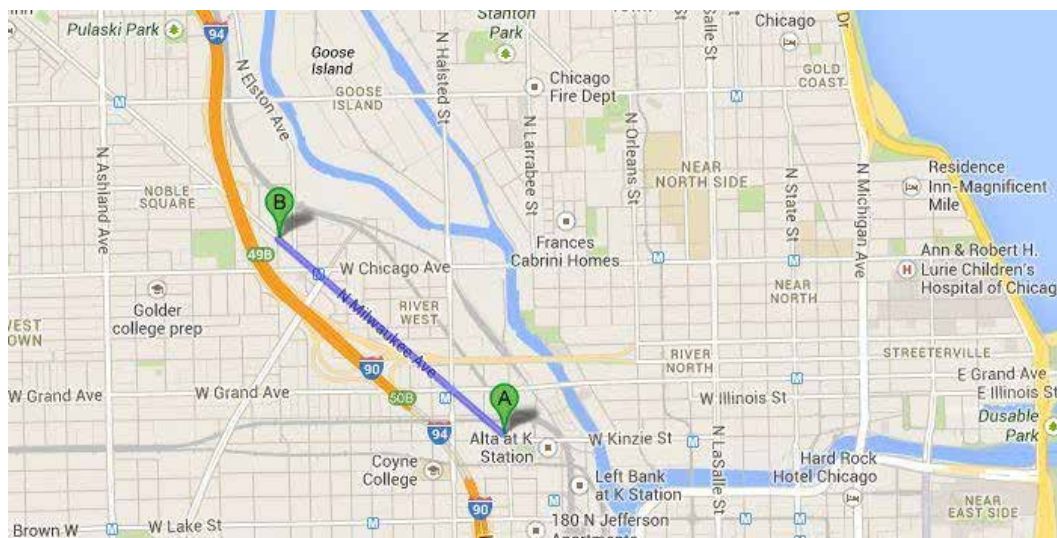 Inn
Pulaski Park
94
Stanton
Park
Chicago
LaSalle St
Dr
GOLD
COAST
Goose
Island
GOOSE
ISLAND
N Elston Ave
N Halsted St
Chicago
Fire Dept
N Larrabee St
N Orleans St
M
M
N Ashland Ave
NOBLE
SQUARE
B
NEAR
NORTH SIDE
N State St
N Michigan Ave
Residence
Inn-Magnificent
Mile
49B
Frances
Cabrini Homes
M
W Chicago Ave
M
M
Ann & Robert H.
Lurie Children's
Hospital of Chicag
H
Golder
college prep
N Milwaukee Ave
RIVER
WEST
NEAR
NORTH
WEST
OWN
90
RIVER
NORTH
STREETERVILLE
W Grand Ave
W Grand Ave
50B
M
A
M
E Grand Ave
W Illinois St
E Illinois St
Dusable
Park
94
Alta at K
Station
W Kinzie St
M
N LaSalle St
Coyne
College
Left Bank
at K Station
Hard Rock
Hotel Chicago
90
NEAR
EAST SIDE
Brown W
M
W Lake St
M
M
M
M
180 N Jefferson